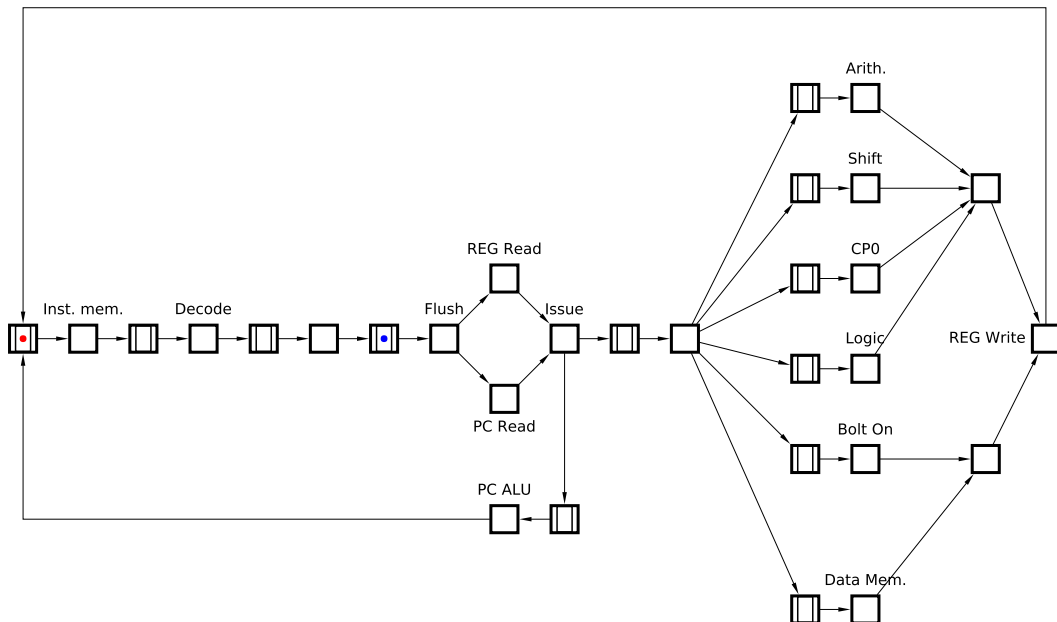 Arith.
Shift
REG Read
CP0
Inst. mem.
Decode
Flush
Issue
Logic
REG Write
PC Read
Bolt On
PC ALU
Data Mem.